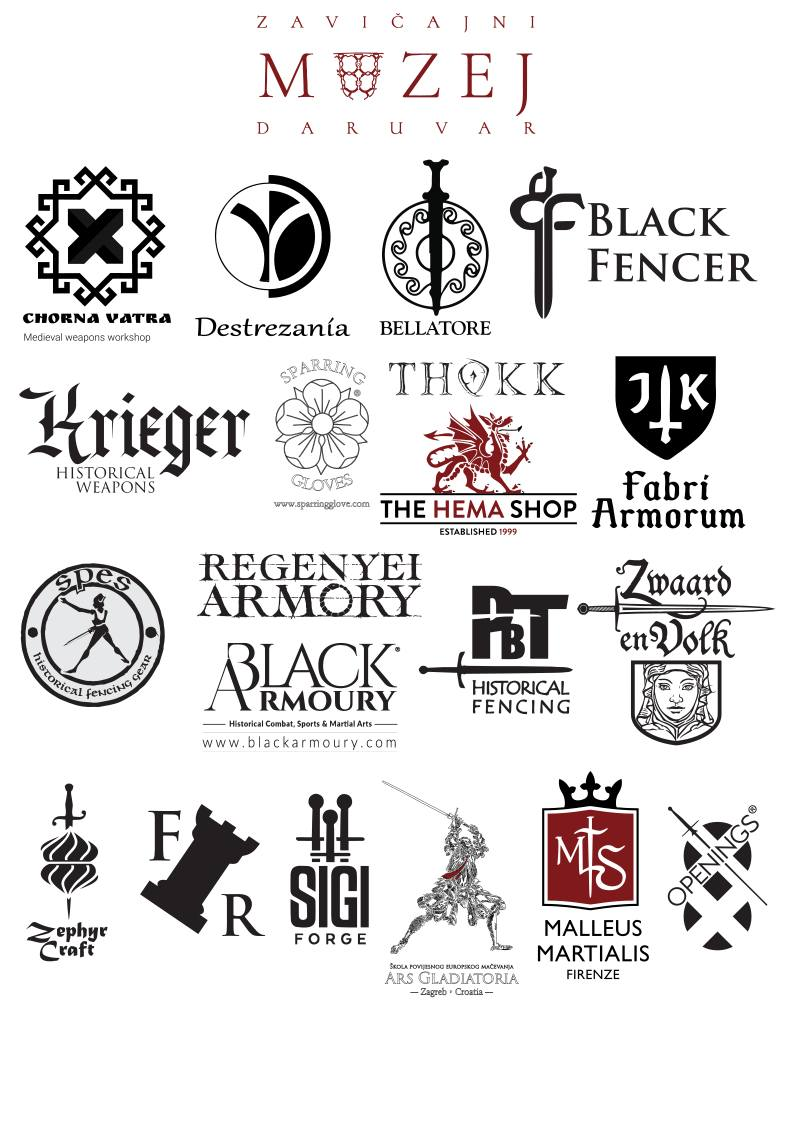 ZAVIČAJNI
MUZEJ
DARUVAR
CHORNA VATRA
Medieval weapons workshop
Destrezanía
BELLATORE
BLACK
FENCER
Krieger
HISTORICAL
WEAPONS
SPARRING
®
GLOVES
www.sparringglove.com
THOKK
THE HEMA SHOP
ESTABLISHED 1999
J K
Fabri
Armorum
spes
historical fencing gear
REGENYEI
ARMORY
BLACK®
ARMOURY
Historical Combat, Sports & Martial Arts
www.blackarmoury.com
PBT
HISTORICAL
FENCING
Zwaard
en Volk
Zephyr
Craft
F
R
SIGI
FORGE
ŠKOLA POVIJESNOG EUROPSKOG MAČEVANJA
ARS GLADIATORIA
— Zagreb • Croatia —
MTS
MALLEUS
MARTIALIS
FIRENZE
OPENINGS®